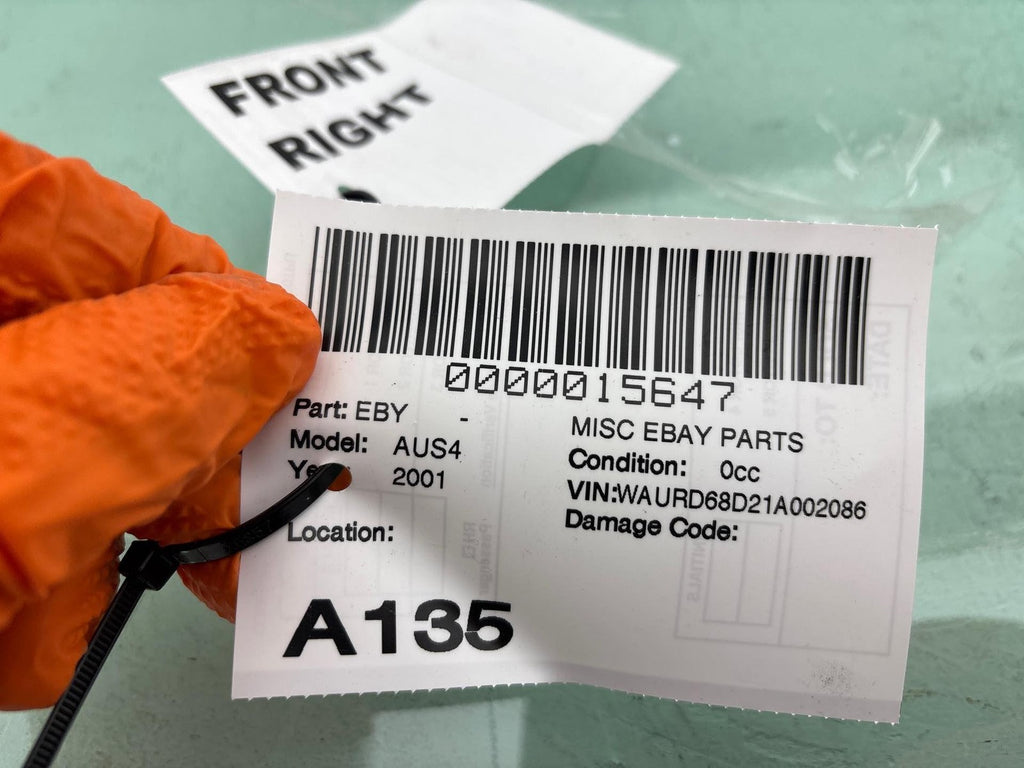 FRONT
RIGHT
0000015647
Part: EBY - MISC EBAY PARTS
Model: AUS4 Condition: 0cc
2001 VIN:WAURD68D21A002086
Location: Damage Code:
A135